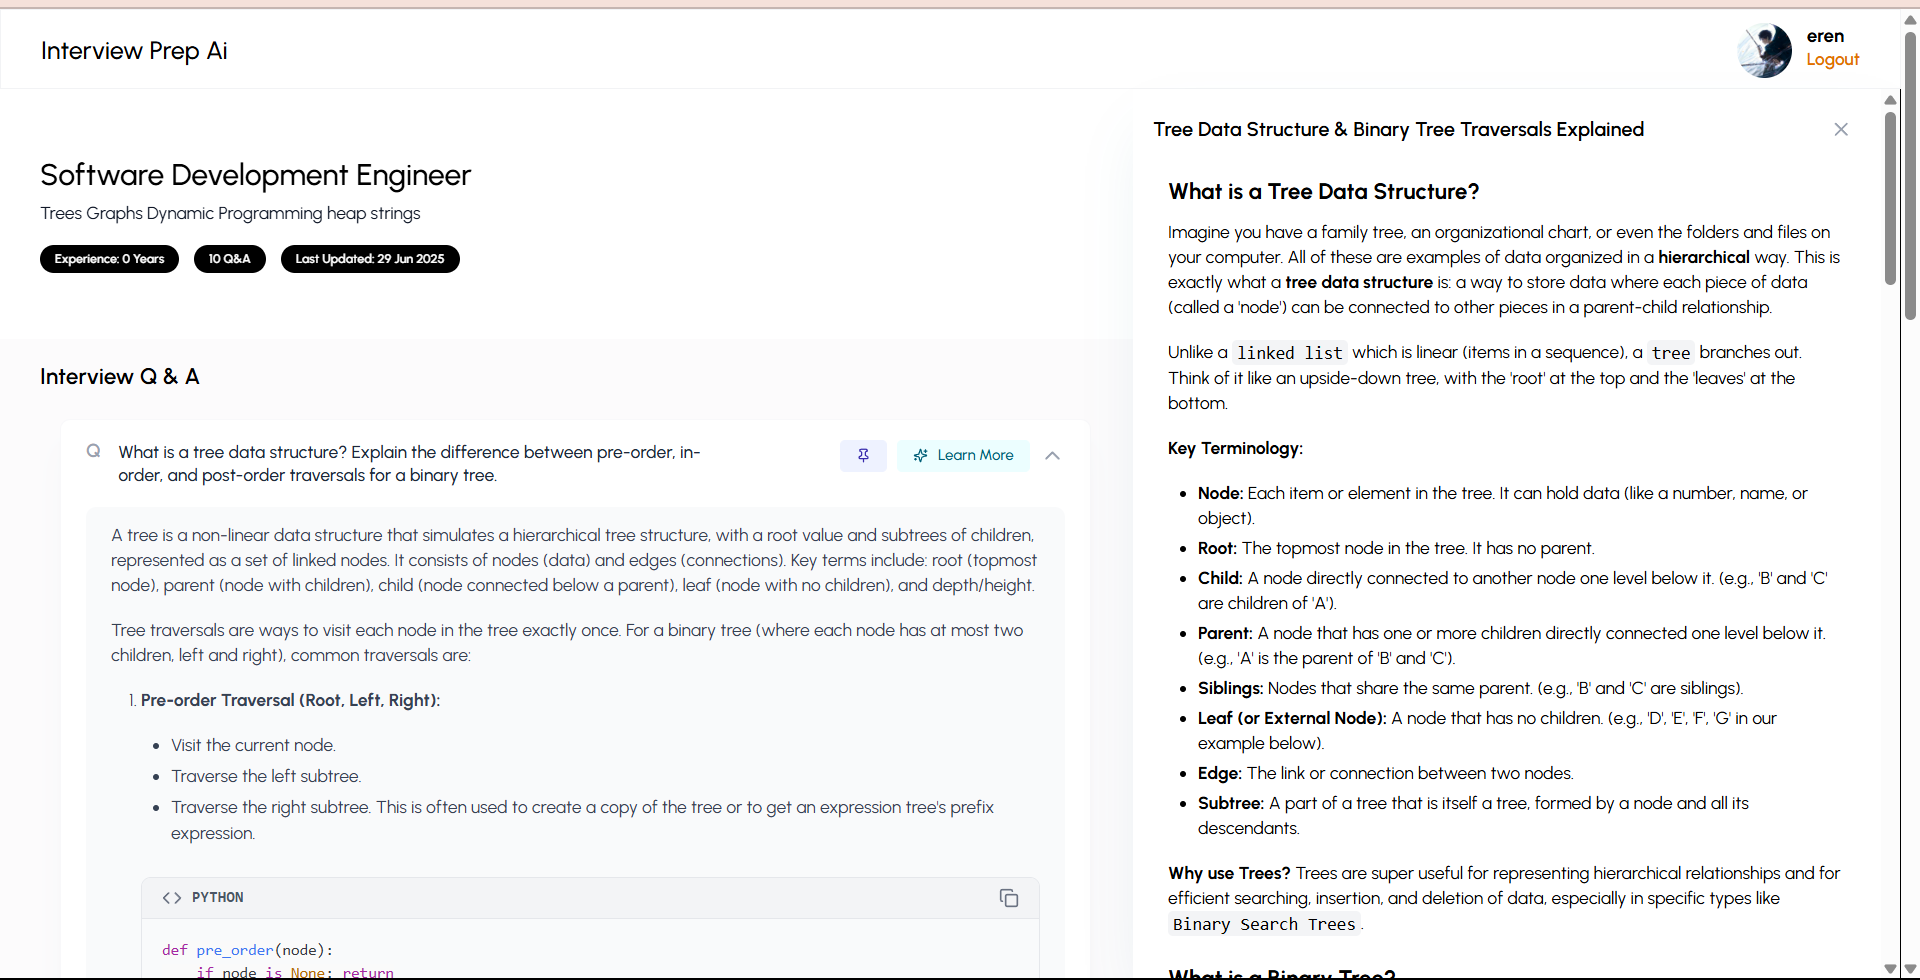 Interview Prep Ai
eren
Logout
Software Development Engineer
Trees Graphs Dynamic Programming heap strings
Experience: 0 Years
10 Q&A
Last Updated: 29 Jun 2025
Interview Q & A
Q
What is a tree data structure? Explain the difference between pre-order, in-
order, and post-order traversals for a binary tree.
Learn More
A tree is a non-linear data structure that simulates a hierarchical tree structure, with a root value and subtrees of children,
represented as a set of linked nodes. It consists of nodes (data) and edges (connections). Key terms include: root (topmost
node), parent (node with children), child (node connected below a parent), leaf (node with no children), and depth/height.
Tree traversals are ways to visit each node in the tree exactly once. For a binary tree (where each node has at most two
children, left and right), common traversals are:
1. Pre-order Traversal (Root, Left, Right):
• Visit the current node.
• Traverse the left subtree.
• Traverse the right subtree. This is often used to create a copy of the tree or to get an expression tree's prefix
expression.
<> PYTHON
def pre_order(node):
if node is None: return
Tree Data Structure & Binary Tree Traversals Explained
What is a Tree Data Structure?
Imagine you have a family tree, an organizational chart, or even the folders and files on
your computer. All of these are examples of data organized in a hierarchical way. This is
exactly what a tree data structure is: a way to store data where each piece of data
(called a 'node') can be connected to other pieces in a parent-child relationship.
Unlike a linked list which is linear (items in a sequence), a tree branches out.
Think of it like an upside-down tree, with the 'root' at the top and the 'leaves' at the
bottom.
Key Terminology:
• Node: Each item or element in the tree. It can hold data (like a number, name, or
object).
• Root: The topmost node in the tree. It has no parent.
• Child: A node directly connected to another node one level below it. (e.g., 'B' and 'C'
are children of 'A').
• Parent: A node that has one or more children directly connected one level below it.
(e.g., 'A' is the parent of 'B' and 'C').
• Siblings: Nodes that share the same parent. (e.g., 'B' and 'C' are siblings).
• Leaf (or External Node): A node that has no children. (e.g., 'D', 'E', 'F', 'G' in our
example below).
• Edge: The link or connection between two nodes.
• Subtree: A part of a tree that is itself a tree, formed by a node and all its
descendants.
Why use Trees? Trees are super useful for representing hierarchical relationships and for
efficient searching, insertion, and deletion of data, especially in specific types like
Binary Search Trees.
What is a Binary Tree?